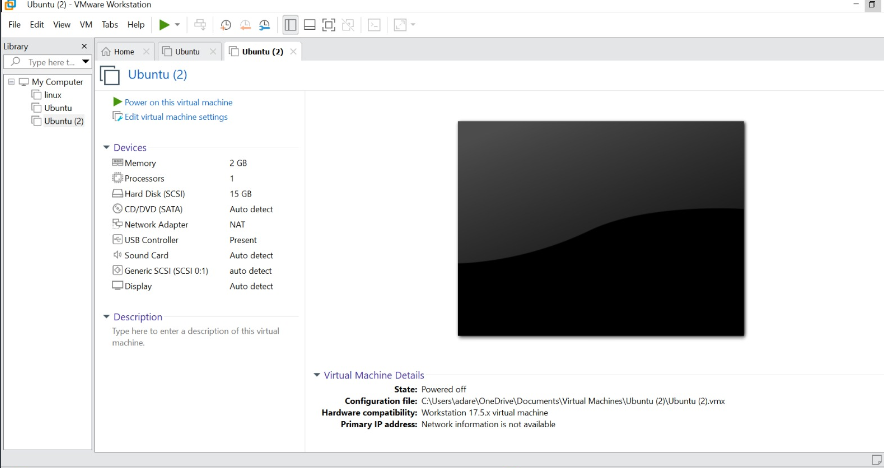 Ubuntu (2) - VMware Workstation
File Edit View VM Tabs Help
Library
Type here t...
Home
Ubuntu
Ubuntu (2)
My Computer
linux
Ubuntu
Ubuntu (2)
Ubuntu (2)
Power on this virtual machine
Edit virtual machine settings
Devices
Memory 2 GB
Processors 1
Hard Disk (SCSI) 15 GB
CD/DVD (SATA) Auto detect
Network Adapter NAT
USB Controller Present
Sound Card Auto detect
Generic SCSI (SCSI 0:1) auto detect
Display Auto detect
Description
Type here to enter a description of this virtual
machine.
Virtual Machine Details
State: Powered off
Configuration file: C:\Users\adare\OneDrive\Documents\Virtual Machines\Ubuntu (2)\Ubuntu (2).vmx
Hardware compatibility: Workstation 17.5.x virtual machine
Primary IP address: Network information is not available